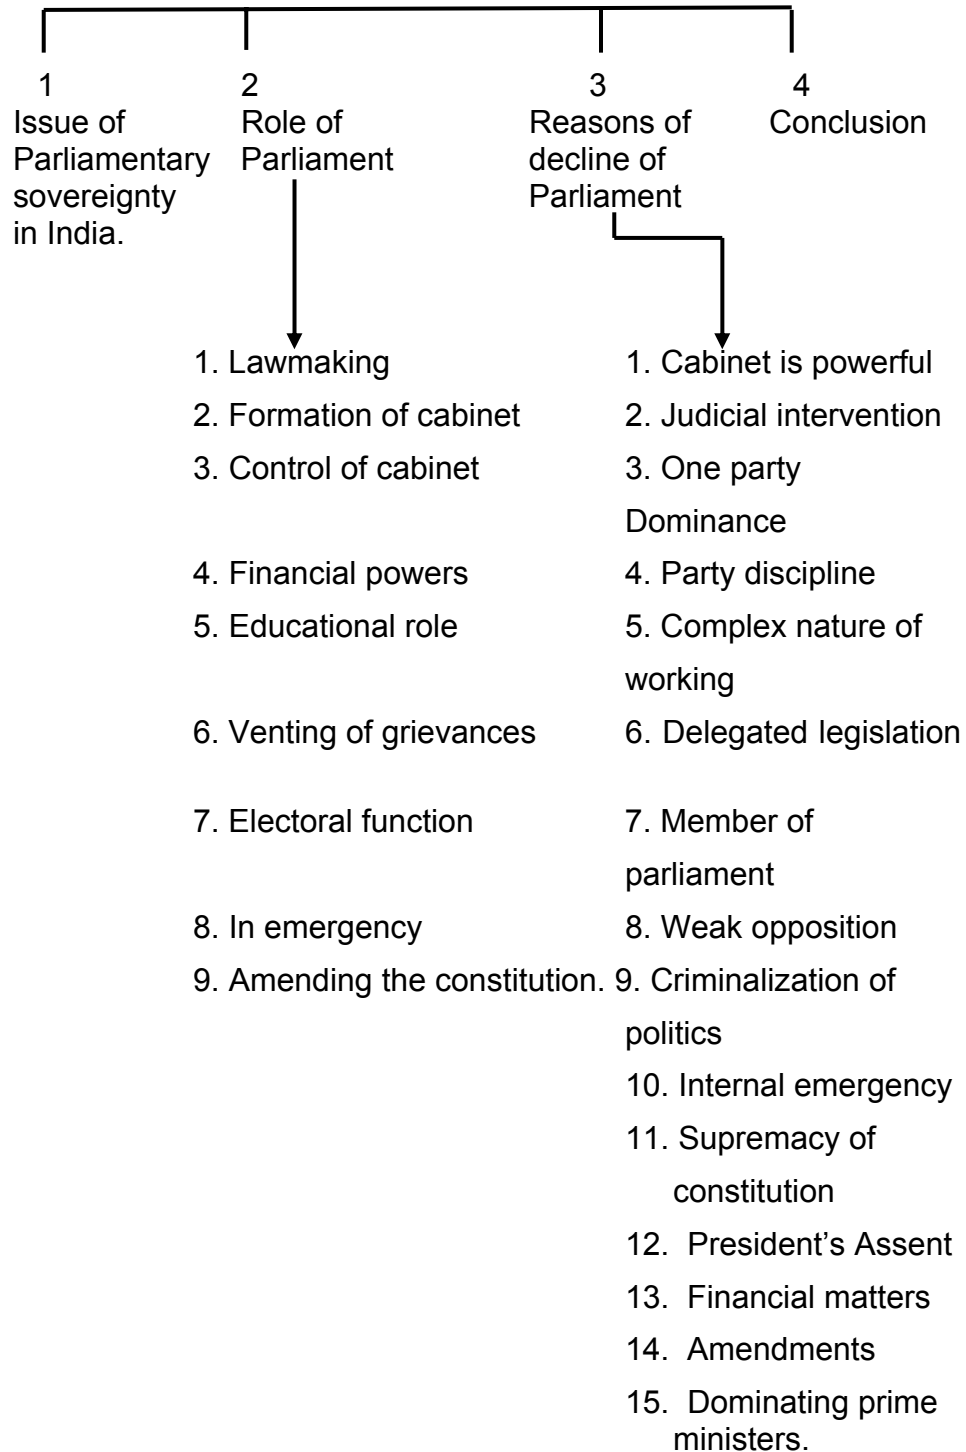 1 2 3 4
Issue of Parliamentary sovereignty in India.
Role of Parliament
Reasons of decline of Parliament
Conclusion
1. Lawmaking
2. Formation of cabinet
3. Control of cabinet
4. Financial powers
5. Educational role
6. Venting of grievances
7. Electoral function
8. In emergency
9. Amending the constitution.
1. Cabinet is powerful
2. Judicial intervention
3. One party
Dominance
4. Party discipline
5. Complex nature of
working
6. Delegated legislation
7. Member of
parliament
8. Weak opposition
9. Criminalization of
politics
10. Internal emergency
11. Supremacy of
constitution
12. President’s Assent
13. Financial matters
14. Amendments
15. Dominating prime
ministers.